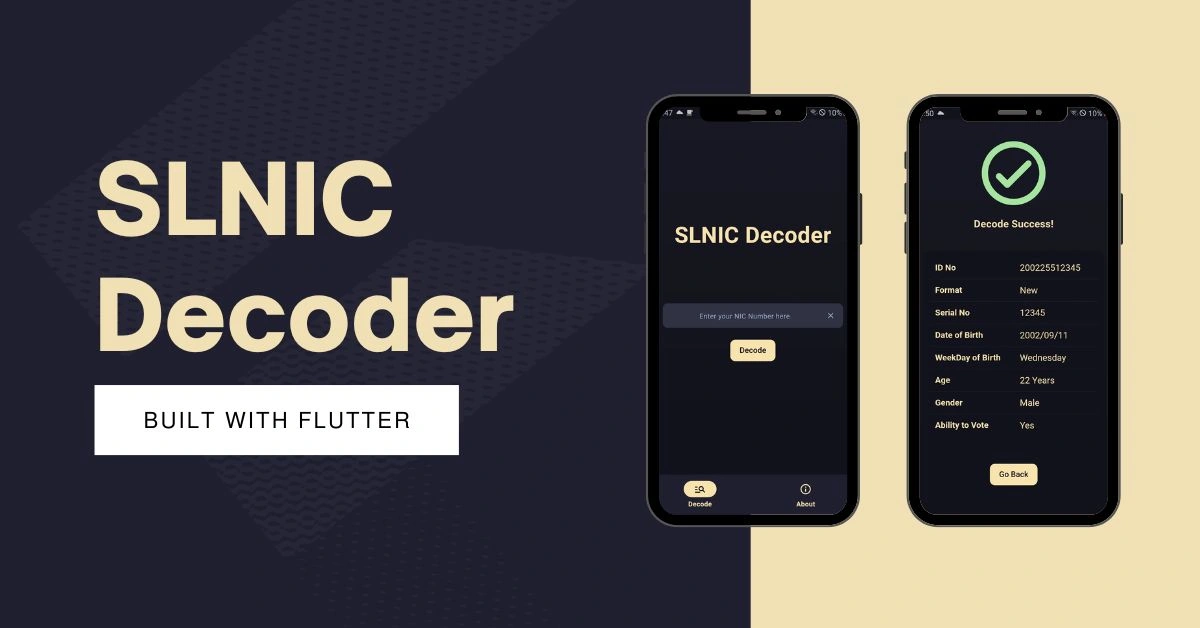 SLNIC
Decoder
BUILT WITH FLUTTER
:47 10%
SLNIC Decoder
Enter your NIC Number here ×
Decode
Decode About
:50 10%
Decode Success!
ID No 200225512345
Format New
Serial No 12345
Date of Birth 2002/09/11
WeekDay of Birth Wednesday
Age 22 Years
Gender Male
Ability to Vote Yes
Go Back